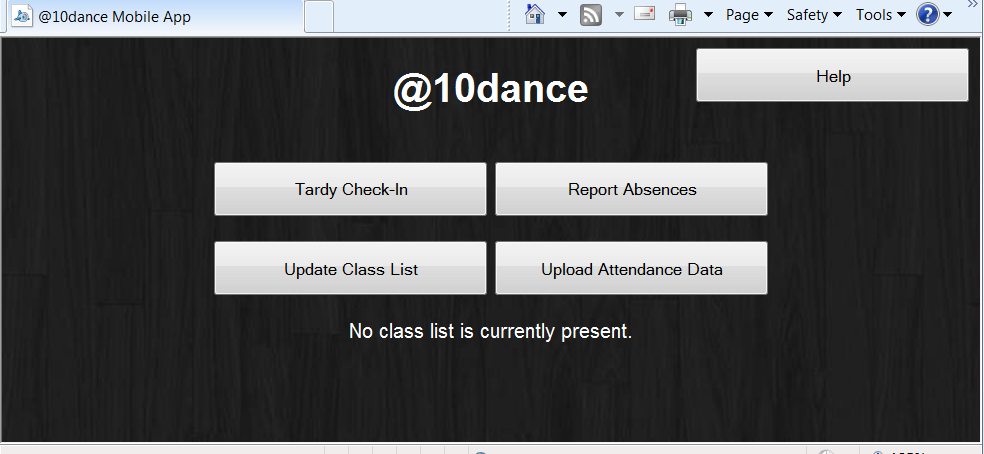 @10dance Mobile App
Page Safety Tools
Help
@10dance
Tardy Check-In Report Absences
Update Class List Upload Attendance Data
No class list is currently present.